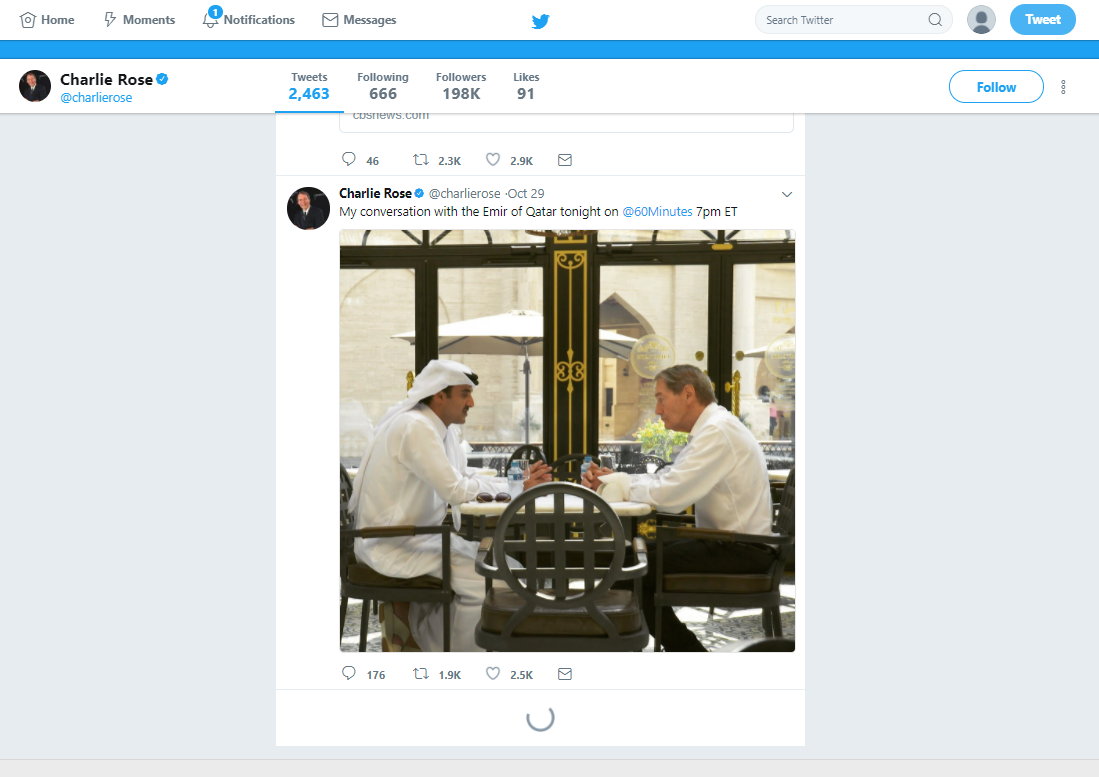 Home Moments 1 Notifications Messages Search Twitter Tweet
Charlie Rose
@charlierose
Tweets Following Followers Likes
2,463 666 198K 91
Follow
cbsnews.com
46 2.3K 2.9K
Charlie Rose @charlierose ·Oct 29
My conversation with the Emir of Qatar tonight on @60Minutes 7pm ET
176 1.9K 2.5K